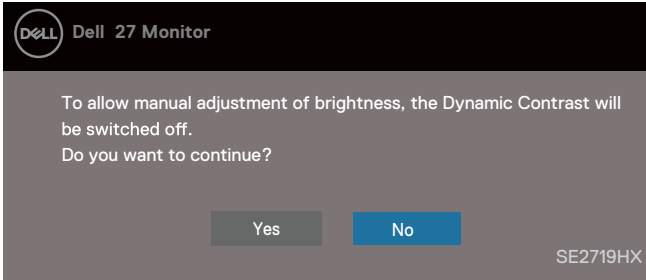 DELL
Dell 27 Monitor
To allow manual adjustment of brightness, the Dynamic Contrast will
be switched off.
Do you want to continue?
Yes
No
SE2719HX